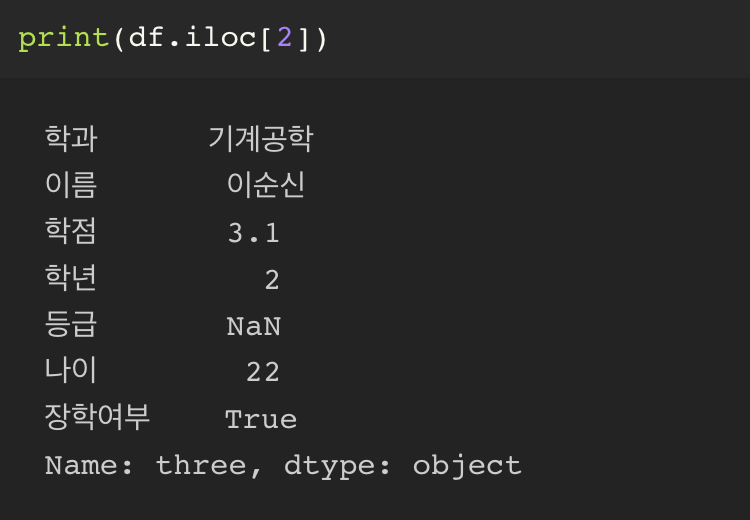 print(df.iloc[2])
학과 기계공학
이름 이순신
학점 3.1
학년 2
등급 NaN
나이 22
장학여부 True
Name: three, dtype: object